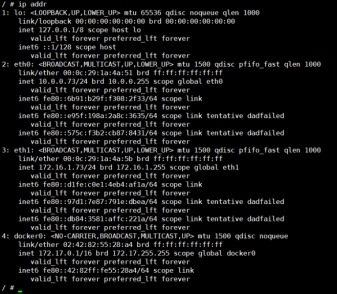 / # ip addr
1: lo: <LOOPBACK,UP,LOWER_UP> mtu 65536 qdisc noqueue qlen 1000
link/loopback 00:00:00:00:00:00 brd 00:00:00:00:00:00
inet 127.0.0.1/8 scope host lo
valid_lft forever preferred_lft forever
inet6 ::1/128 scope host
valid_lft forever preferred_lft forever
2: eth0: <BROADCAST,MULTICAST,UP,LOWER_UP> mtu 1500 qdisc pfifo_fast qlen 1000
link/ether 00:0c:29:1a:4a:51 brd ff:ff:ff:ff:ff:ff
inet 10.0.0.73/24 brd 10.0.0.255 scope global eth0
valid_lft forever preferred_lft forever
inet6 fe80::6b91:b29f:f308:2f33/64 scope link
valid_lft forever preferred_lft forever
inet6 fe80::e95f:198a:2a8c:3635/64 scope link tentative dadfailed
valid_lft forever preferred_lft forever
inet6 fe80::575c:f3b2:cb87:8431/64 scope link tentative dadfailed
valid_lft forever preferred_lft forever
3: eth1: <BROADCAST,MULTICAST,UP,LOWER_UP> mtu 1500 qdisc pfifo_fast qlen 1000
link/ether 00:0c:29:1a:4a:5b brd ff:ff:ff:ff:ff:ff
inet 172.16.1.73/24 brd 172.16.1.255 scope global eth1
valid_lft forever preferred_lft forever
inet6 fe80::d1fe:c0e1:4eb4:af1a/64 scope link
valid_lft forever preferred_lft forever
inet6 fe80::97d1:7e87:791e:dbea/64 scope link tentative dadfailed
valid_lft forever preferred_lft forever
inet6 fe80::db84:3581:affc:221a/64 scope link tentative dadfailed
valid_lft forever preferred_lft forever
4: docker0: <NO-CARRIER,BROADCAST,MULTICAST,UP> mtu 1500 qdisc noqueue
link/ether 02:42:82:55:28:a4 brd ff:ff:ff:ff:ff:ff
inet 172.17.0.1/16 brd 172.17.255.255 scope global docker0
valid_lft forever preferred_lft forever
inet6 fe80::42:82ff:fe55:28a4/64 scope link
valid_lft forever preferred_lft forever
/ #